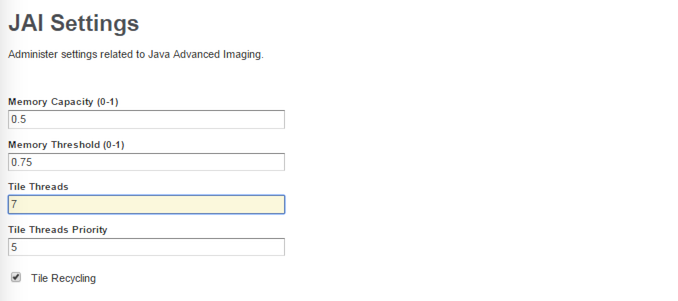 JAI Settings
Administer settings related to Java Advanced Imaging.
Memory Capacity (0-1)
0.5
Memory Threshold (0-1)
0.75
Tile Threads
7
Tile Threads Priority
5
Tile Recycling